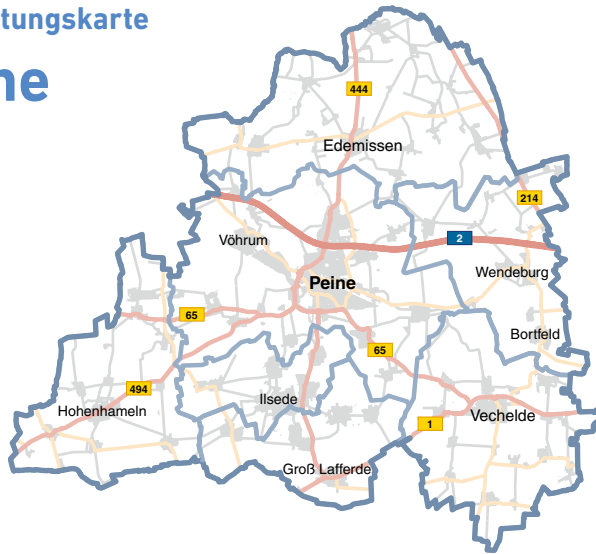 tungskarte
ne
444
Edemissen
214
Vöhrum
2
Wendeburg
Peine
65
65
Bortfeld
494
Hohenhameln
Ilsede
1
Vechelde
Groß Lafferde